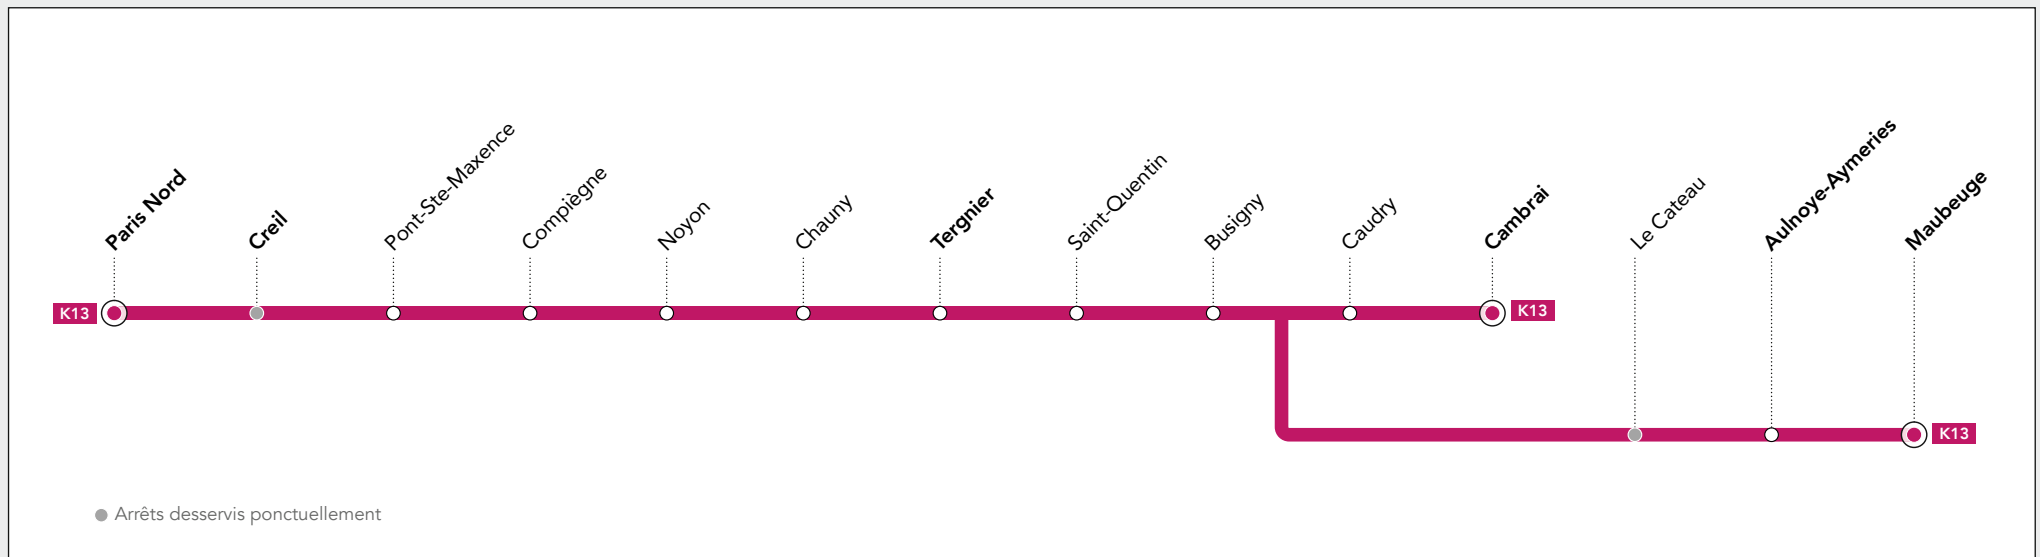 Paris Nord
Creil
Pont-Ste-Maxence
Compiègne
Noyon
Chauny
Tergnier
Saint-Quentin
Busigny
Caudry
Cambrai
Le Cateau
Aulnoye-Aymeries
Maubeuge
K13
K13
K13
Arrêts desservis ponctuellement